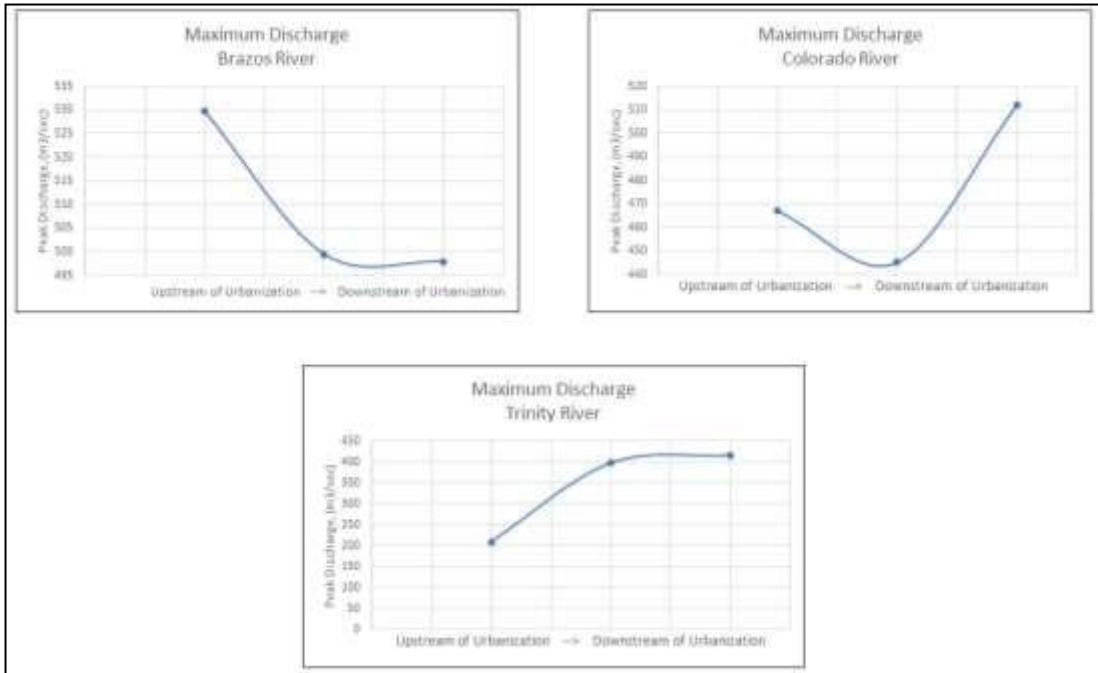 Maximum Discharge
Brazos River
Peak Discharge, (m3/sec)
535
530
525
520
515
510
505
500
495
Upstream of Urbanization --> Downstream of Urbanization
Maximum Discharge
Colorado River
Peak Discharge, (m3/sec)
520
510
500
490
480
470
460
450
440
Upstream of Urbanization --> Downstream of Urbanization
Maximum Discharge
Trinity River
Peak Discharge, (m3/sec)
450
400
350
300
250
200
150
100
50
0
Upstream of Urbanization --> Downstream of Urbanization